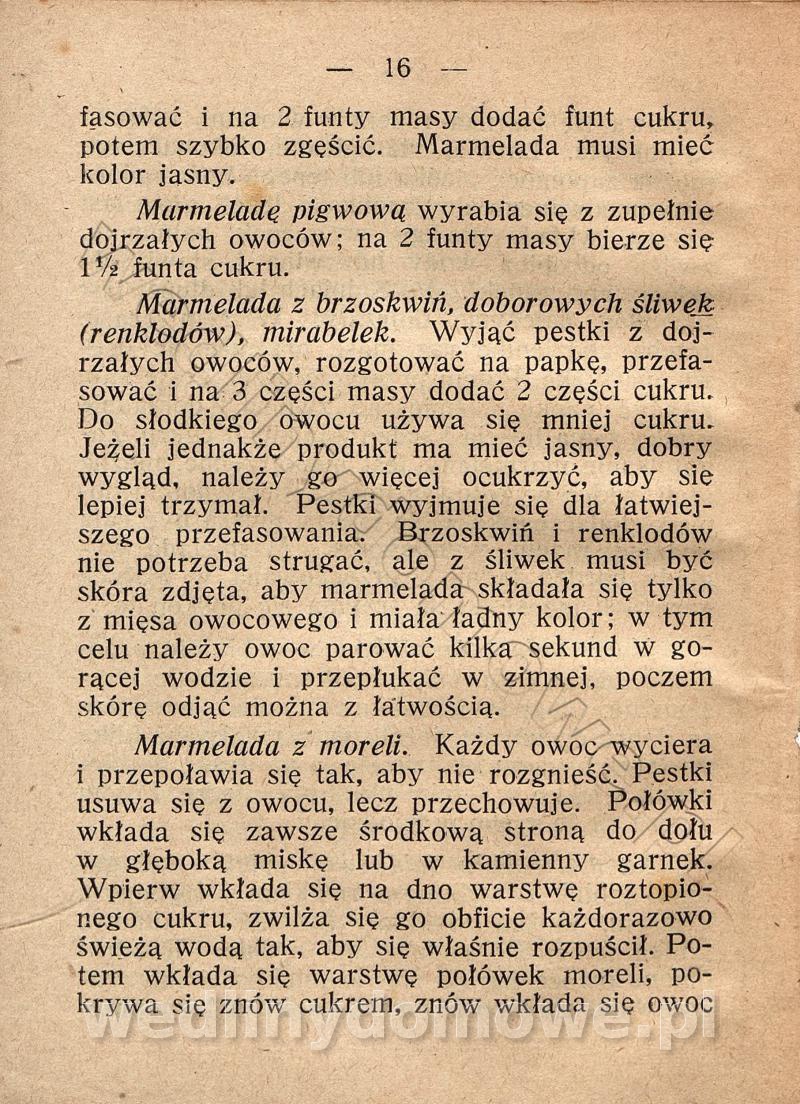 — 16 —
fasować i na 2 funty masy dodać funt cukru,
potem szybko zgęścić. Marmelada musi mieć
kolor jasny.
Marmeladę pigwową wyrabia się z zupełnie
dojrzałych owoców; na 2 funty masy bierze się
1½ funta cukru.
Marmelada z brzoskwiń, doborowych śliwek
(renklodów), mirabelek. Wyjąć pestki z doj-
rzałych owoców, rozgotować na papkę, przefa-
sować i na 3 części masy dodać 2 części cukru.
Do słodkiego owocu używa się mniej cukru.
Jeżeli jednakże produkt ma mieć jasny, dobry
wygląd, należy go więcej ocukrzyć, aby sie
lepiej trzymał. Pestki wyjmuje się dla łatwiej-
szego przefasowania. Brzoskwiń i renklodów
nie potrzeba strugać, ale z śliwek musi być
skóra zdjęta, aby marmelada składała się tylko
z mięsa owocowego i miała ładny kolor; w tym
celu należy owoc parować kilka sekund w go-
rącej wodzie i przepłukać w zimnej, poczem
skórę odjąć można z łatwością.
Marmelada z moreli. Każdy owoc wyciera
i przepoławia się tak, aby nie rozgnieść. Pestki
usuwa się z owocu, lecz przechowuje. Połówki
wkłada się zawsze środkową stroną do dołu
w głęboką miskę lub w kamienny garnek.
Wpierw wkłada się na dno warstwę roztopio-
nego cukru, zwilża się go obficie każdorazowo
świeżą wodą tak, aby się właśnie rozpuścił. Po-
tem wkłada się warstwę połówek moreli, po-
krywa się znów cukrem, znów wkłada się owoc
wedlinydomowe.pl